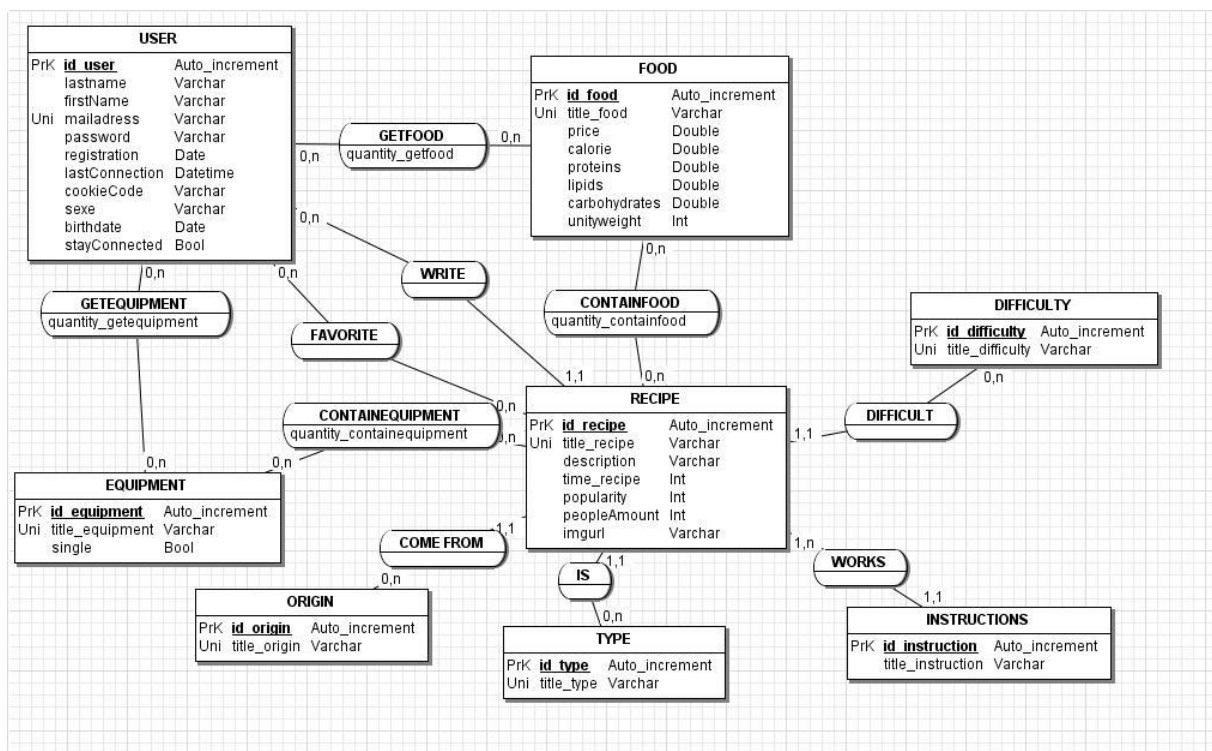 USER
PrK id_user Auto_increment
lastname Varchar
firstName Varchar
Uni mailadress Varchar
password Varchar
registration Date
lastConnection Datetime
cookieCode Varchar
sexe Varchar
birthdate Date
stayConnected Bool
0,n
GETFOOD
quantity_getfood
0,n
FOOD
PrK id_food Auto_increment
Uni title_food Varchar
price Double
calorie Double
proteins Double
lipids Double
carbohydrates Double
unityweight Int
0,n
WRITE
1,1
0,n
GETEQUIPMENT
quantity_getequipment
0,n
0,n
FAVORITE
0,n
0,n
CONTAINFOOD
quantity_containfood
0,n
DIFFICULTY
PrK id_difficulty Auto_increment
Uni title_difficulty Varchar
0,n
DIFFICULT
1,1
CONTAINEQUIPMENT
quantity_containequipment
0,n
0,n
RECIPE
PrK id_recipe Auto_increment
Uni title_recipe Varchar
description Varchar
time_recipe Int
popularity Int
peopleAmount Int
imgurl Varchar
EQUIPMENT
PrK id_equipment Auto_increment
Uni title_equipment Varchar
single Bool
1,1
COME FROM
0,n
ORIGIN
PrK id_origin Auto_increment
Uni title_origin Varchar
1,1
IS
0,n
TYPE
PrK id_type Auto_increment
Uni title_type Varchar
1,n
WORKS
1,1
INSTRUCTIONS
PrK id_instruction Auto_increment
title_instruction Varchar